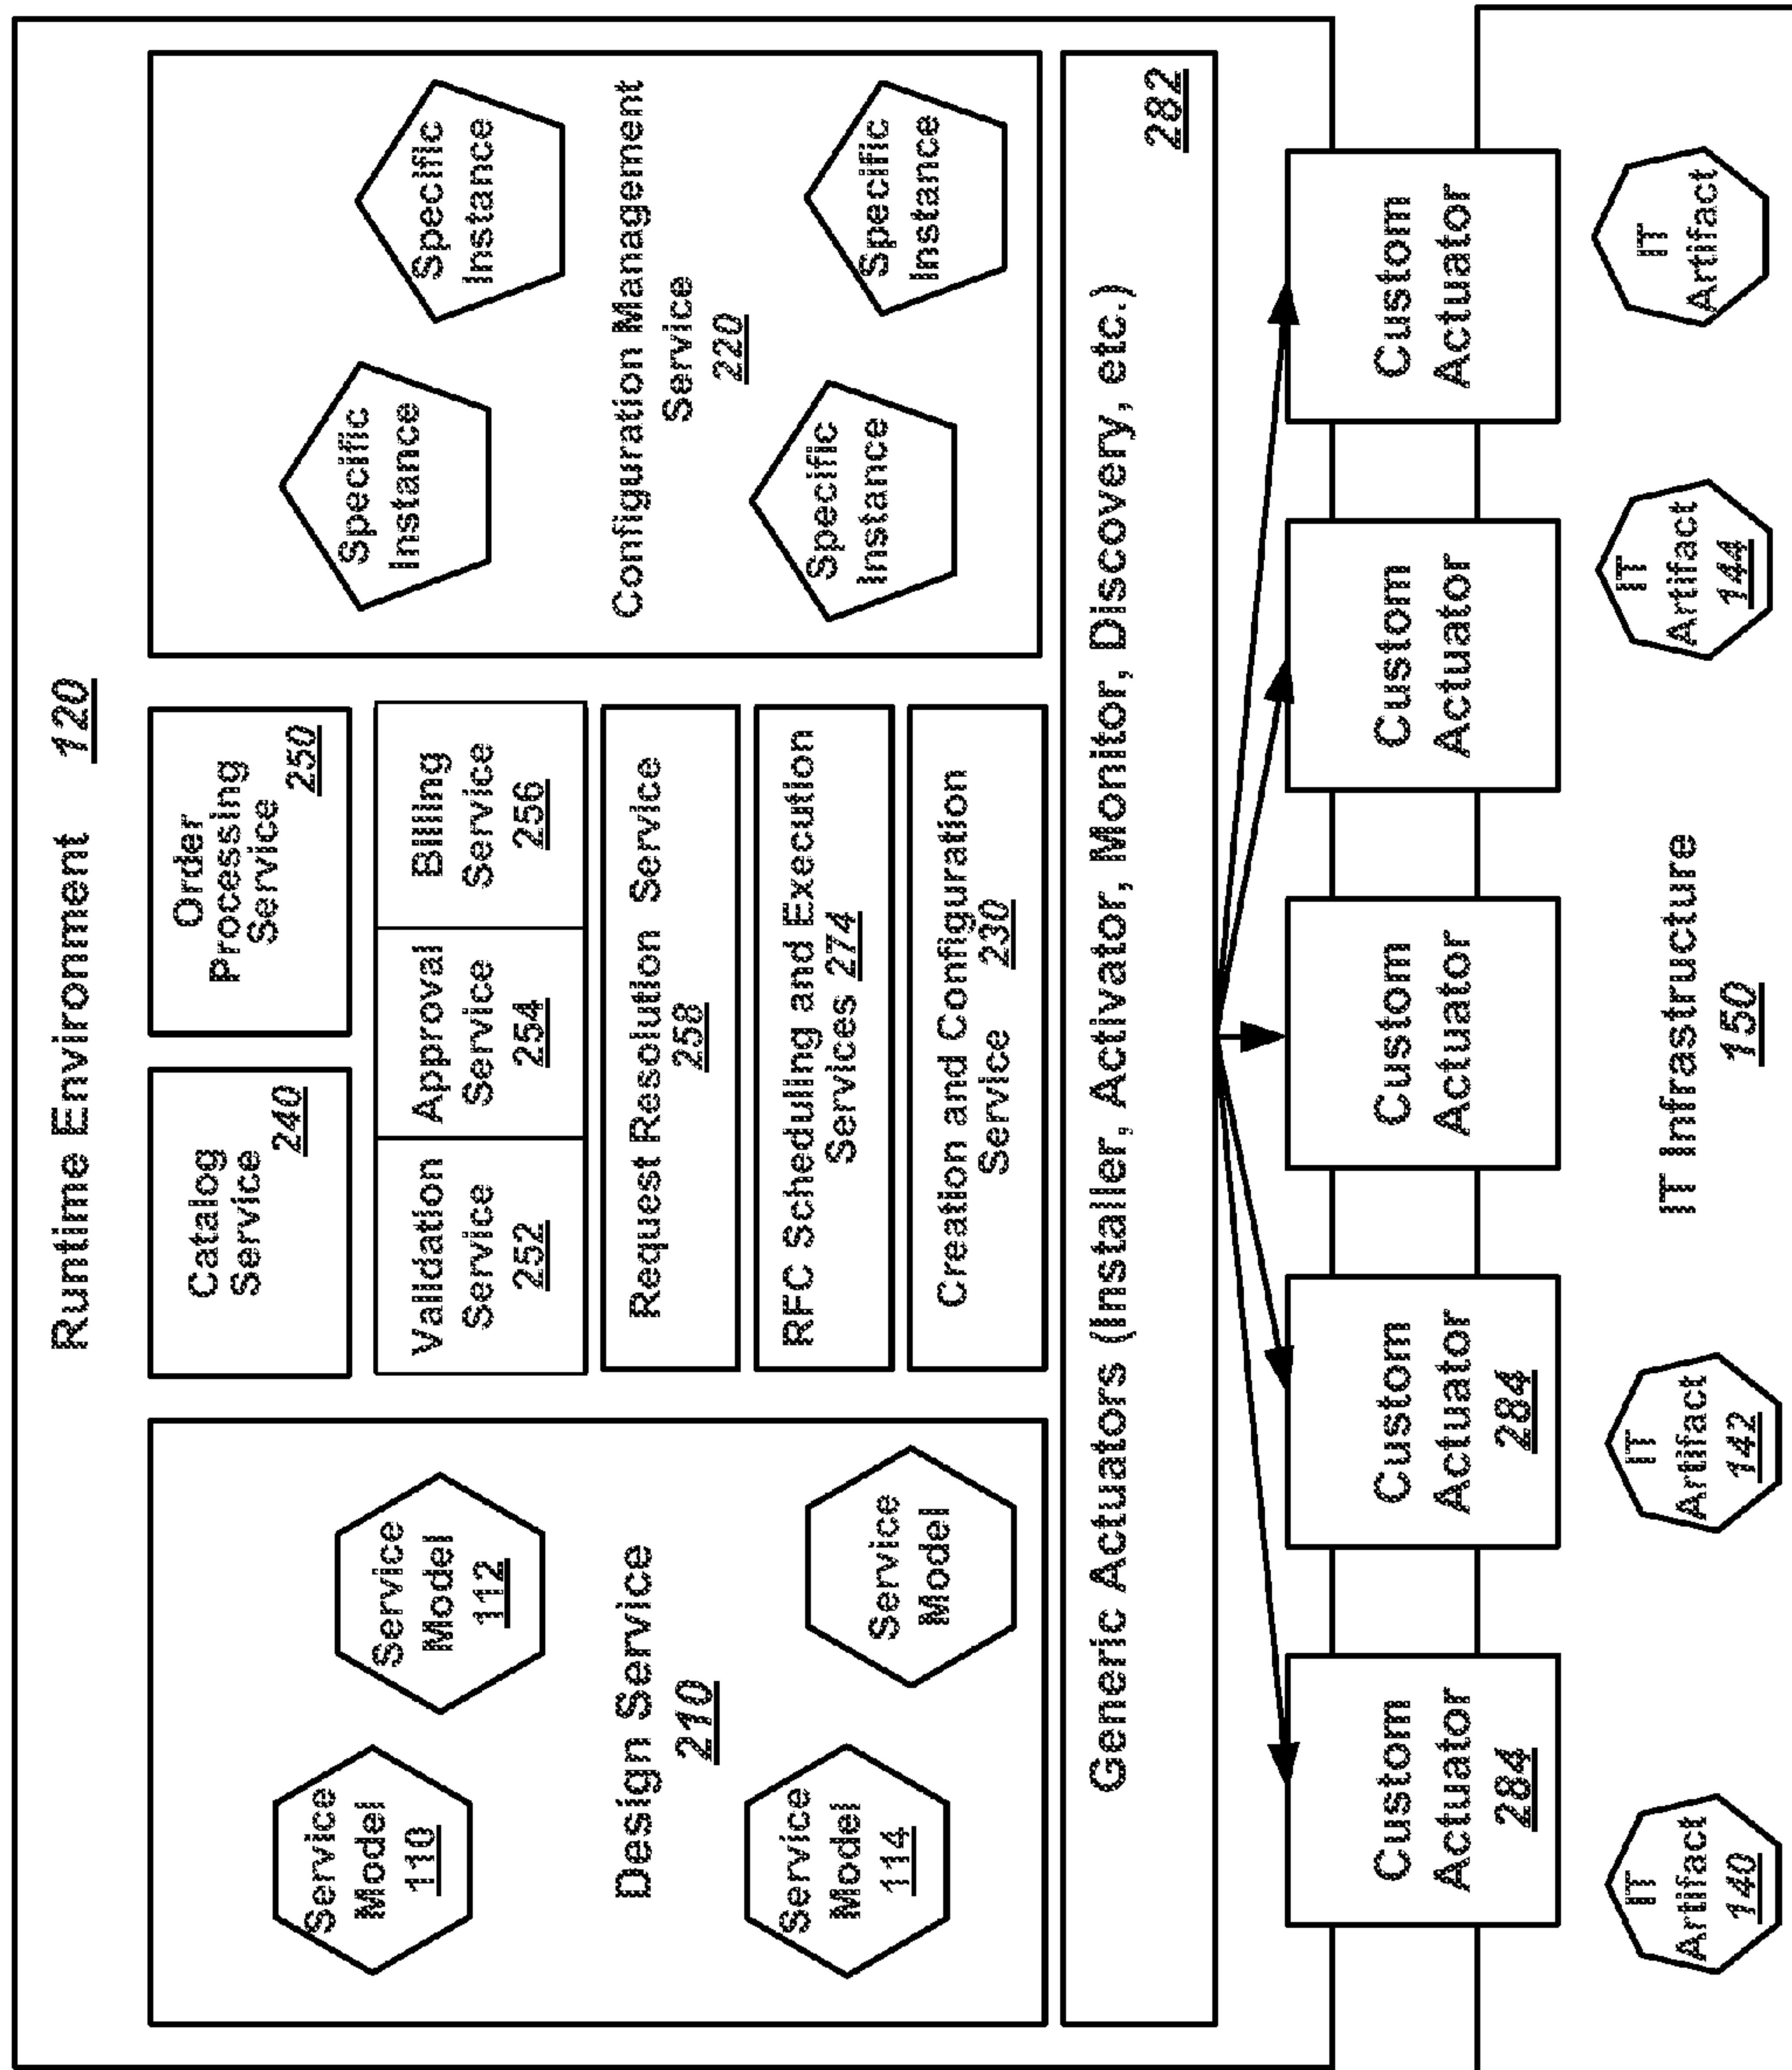 Runtime Environment 120
Service
Model
110
Service
Model
112
Design Service
210
Service
Model
114
Service
Model
Catalog
Service
240
Order
Processing
Service
250
Validation
Service
252
Approval
Service
254
Billing
Service
256
Request Resolution Service
258
RFC Scheduling and Execution
Services 274
Creation and Configuration
Service 230
Specific
Instance
Specific
Instance
Configuration Management
Service
220
Specific
Instance
Specific
Instance
Generic Actuators (Installer, Activator, Monitor, Discovery, etc.)
282
Custom
Actuator
284
Custom
Actuator
284
Custom
Actuator
Custom
Actuator
Custom
Actuator
IT Infrastructure
150
IT
Artifact
140
IT
Artifact
142
IT
Artifact
144
IT
Artifact